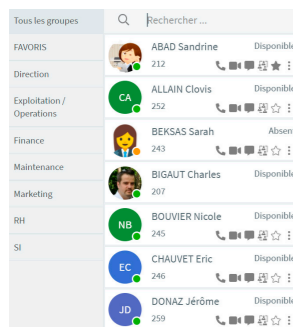 Tous les groupes
FAVORIS
Direction
Exploitation /
Operations
Finance
Maintenance
Marketing
RH
SI
Rechercher ...
ABAD Sandrine Disponible
212
CA ALLAIN Clovis Disponible
252
BEKSAS Sarah Absent
243
BIGAUT Charles Disponible
207
NB BOUVIER Nicole Disponible
245
EC CHAUVET Eric Disponible
246
JD DONAZ Jérôme Disponible
259